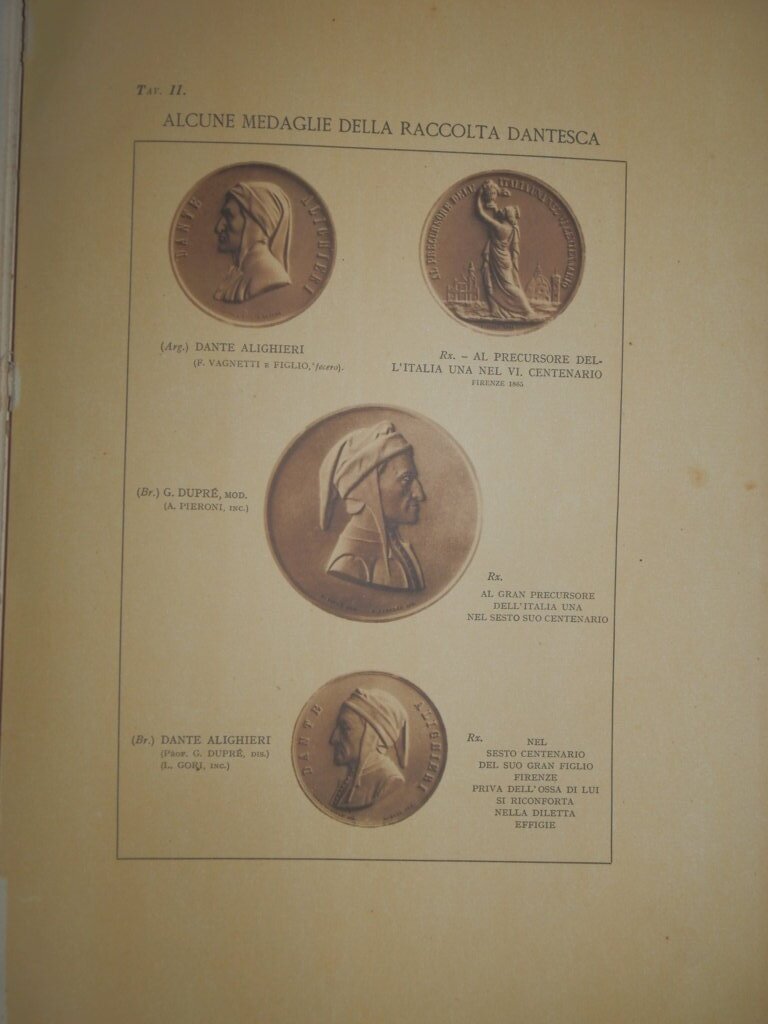 Tav. II.
ALCUNE MEDAGLIE DELLA RACCOLTA DANTESCA
DANTE ALIGHIERI
IL PRECURSORE DELL'
(Arg.) DANTE ALIGHIERI
(F. VAGNETTI E FIGLIO, fecero).
Rx. - AL PRECURSORE DEL-
L'ITALIA UNA NEL VI. CENTENARIO
FIRENZE 1865
(Br.) G. DUPRÉ, MOD.
(A. PIERONI, INC.)
Rx.
AL GRAN PRECURSORE
DELL'ITALIA UNA
NEL SESTO SUO CENTENARIO
(Br.) DANTE ALIGHIERI
(PROF. G. DUPRÉ, DIS.)
(L. GORI, INC.)
DANTE ALIGHIERI
Rx. NEL
SESTO CENTENARIO
DEL SUO GRAN FIGLIO
FIRENZE
PRIVA DELL'OSSA DI LUI
SI RICONFORTA
NELLA DILETTA
EFFIGIE